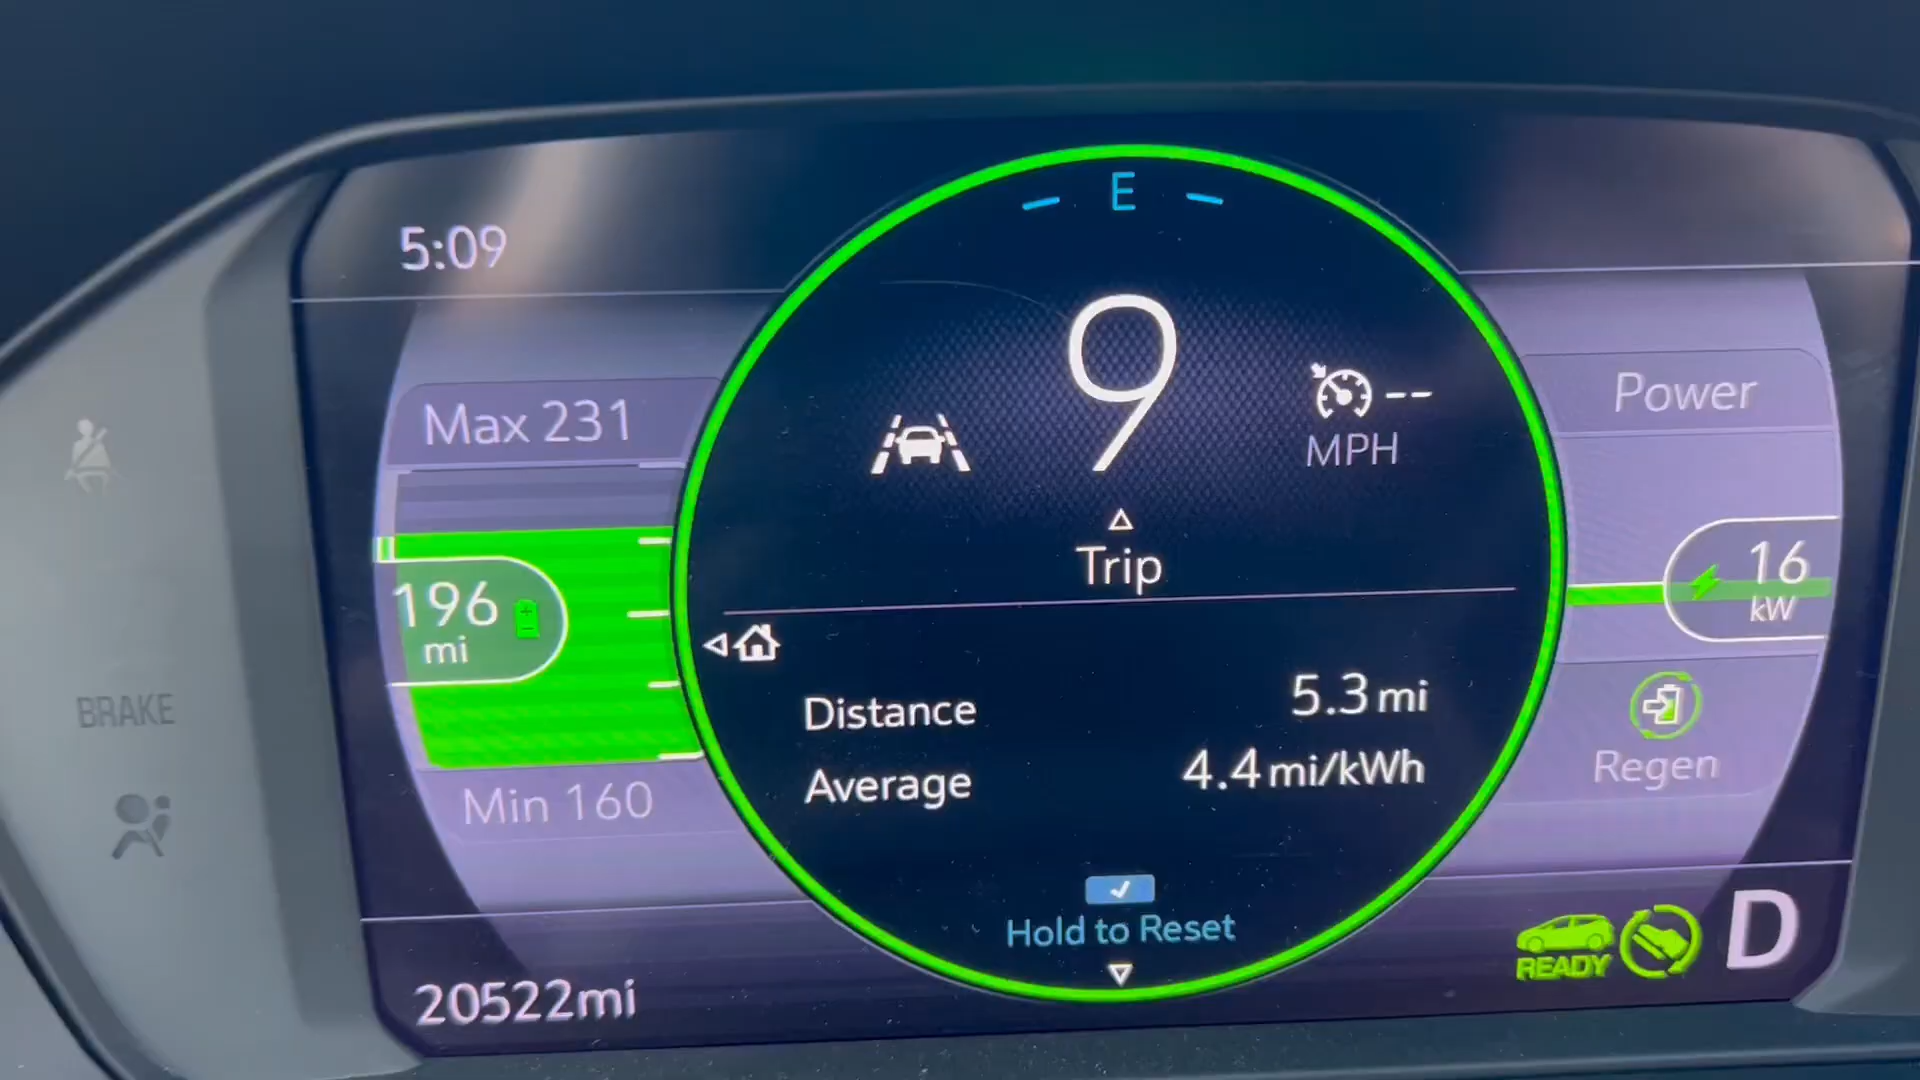 5:09
E
Max 231
9
--
MPH
Power
Trip
196
mi
16
kW
Distance 5.3 mi
Average 4.4 mi/kWh
BRAKE
Min 160
Regen
Hold to Reset
READY
D
20522mi